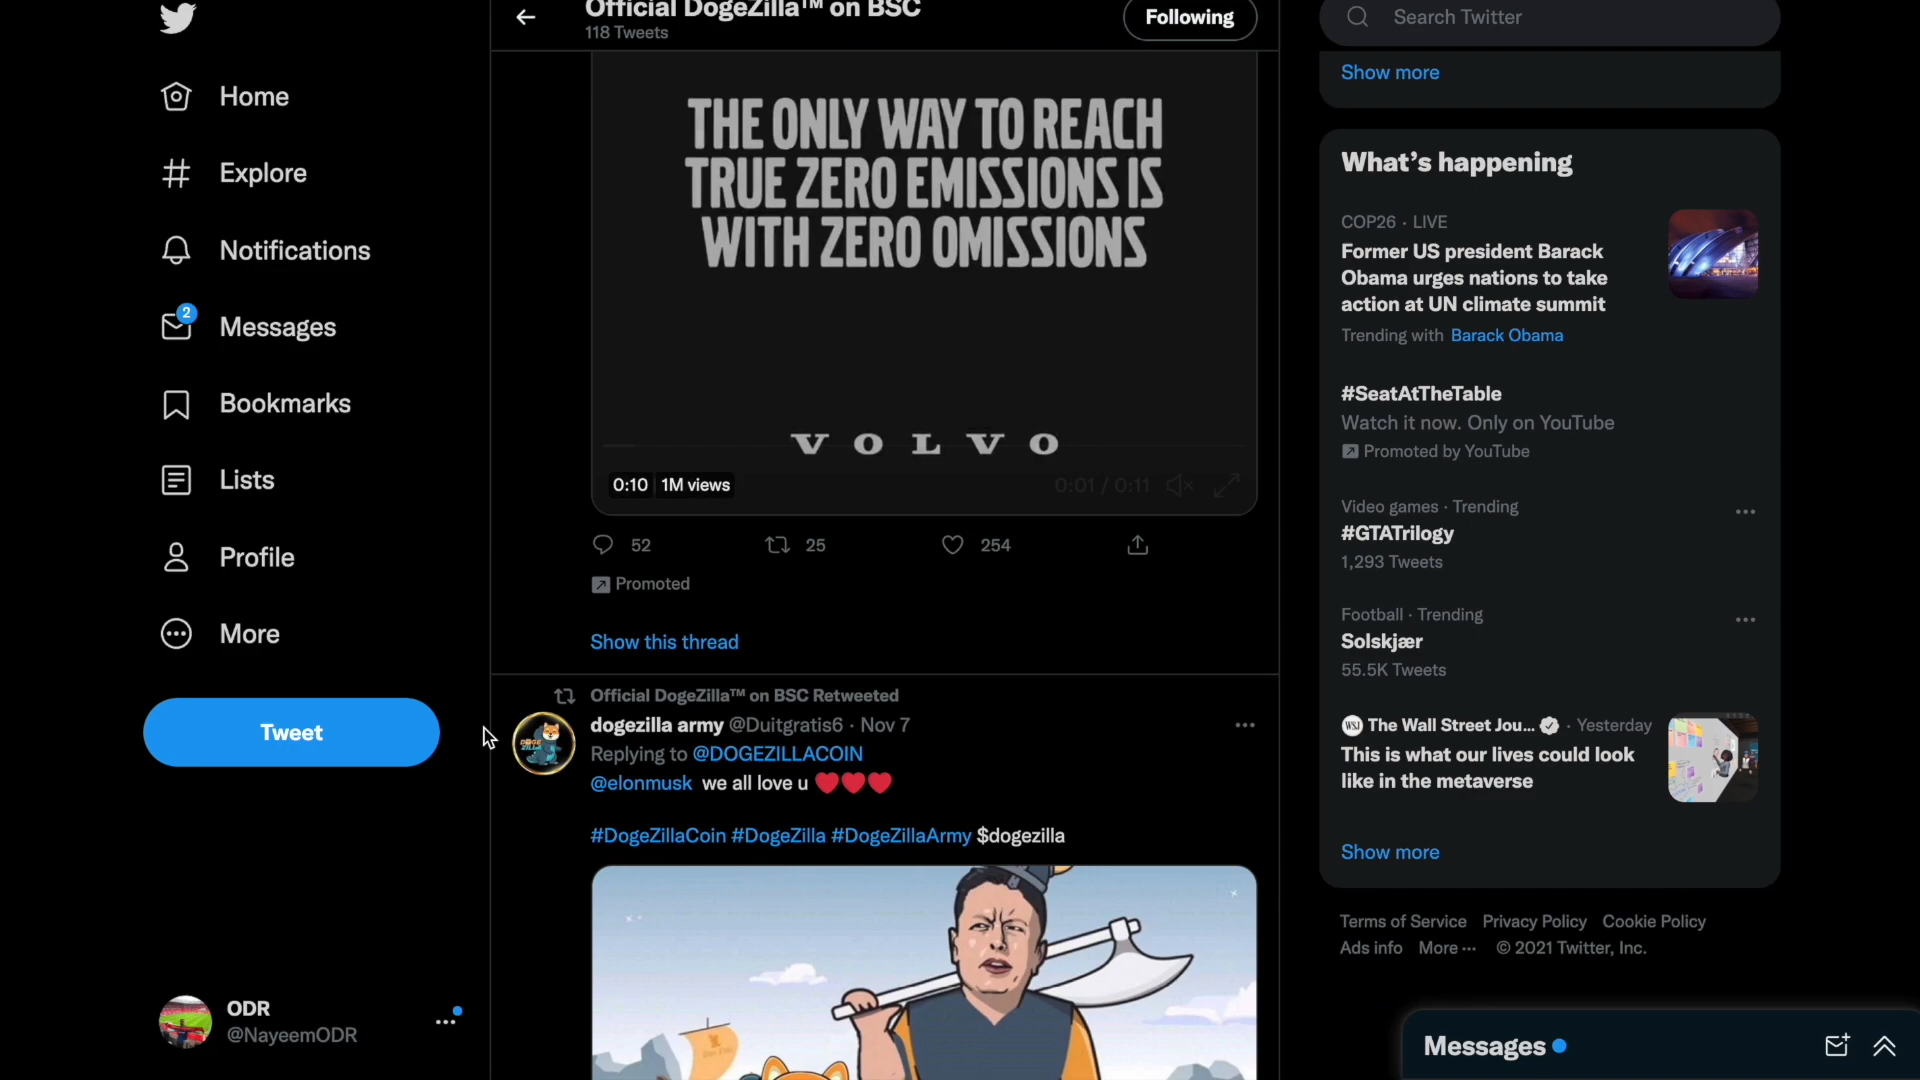 Home
Explore
Notifications
2
Messages
Bookmarks
Lists
Profile
More
Tweet
ODR
@NayeemODR
Official DogeZilla™ on BSC
118 Tweets
Following
THE ONLY WAY TO REACH
TRUE ZERO EMISSIONS IS
WITH ZERO OMISSIONS
VOLVO
0:10 1M views
0:01 / 0:11
52 25 254
Promoted
Show this thread
Official DogeZilla™ on BSC Retweeted
dogezilla army @Duitgratis6 · Nov 7
Replying to @DOGEZILLACOIN
@elonmusk we all love u ❤️❤️❤️
#DogeZillaCoin #DogeZilla #DogeZillaArmy $dogezilla
Search Twitter
Show more
What's happening
COP26 · LIVE
Former US president Barack
Obama urges nations to take
action at UN climate summit
Trending with Barack Obama
#SeatAtTheTable
Watch it now. Only on YouTube
Promoted by YouTube
Video games · Trending
#GTATrilogy
1,293 Tweets
Football · Trending
Solskjær
55.5K Tweets
WSJ The Wall Street Jou... · Yesterday
This is what our lives could look
like in the metaverse
Show more
Terms of Service Privacy Policy Cookie Policy
Ads info More ··· © 2021 Twitter, Inc.
Messages